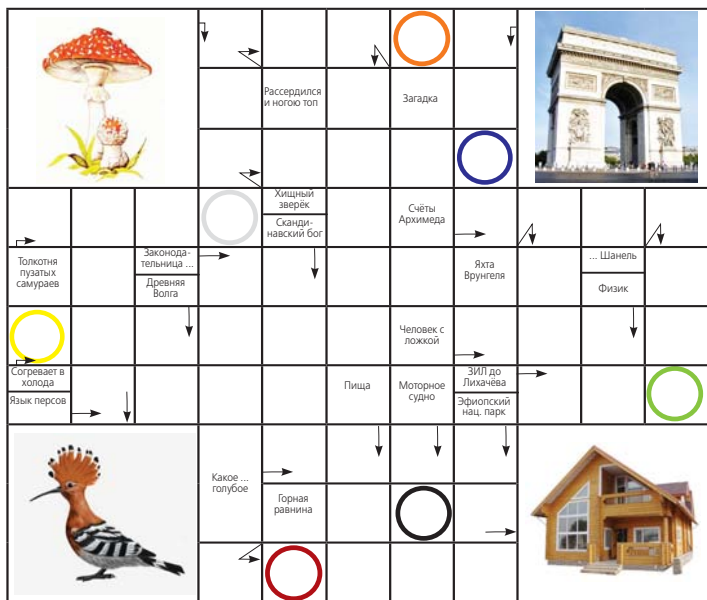 Рассердился
и ногою топ
Загадка
Хищный
зверёк
Сканди-
навский бог
Счёты
Архимеда
Толкотня
пузатых
самураев
Законода-
тельница ...
Древняя
Волга
Яхта
Врунгеля
... Шанель
Физик
Человек с
ложкой
Согревает в
холода
Язык персов
Пища
Моторное
судно
ЗИЛ до
Лихачёва
Эфиопский
нац. парк
Какое ...
голубое
Горная
равнина